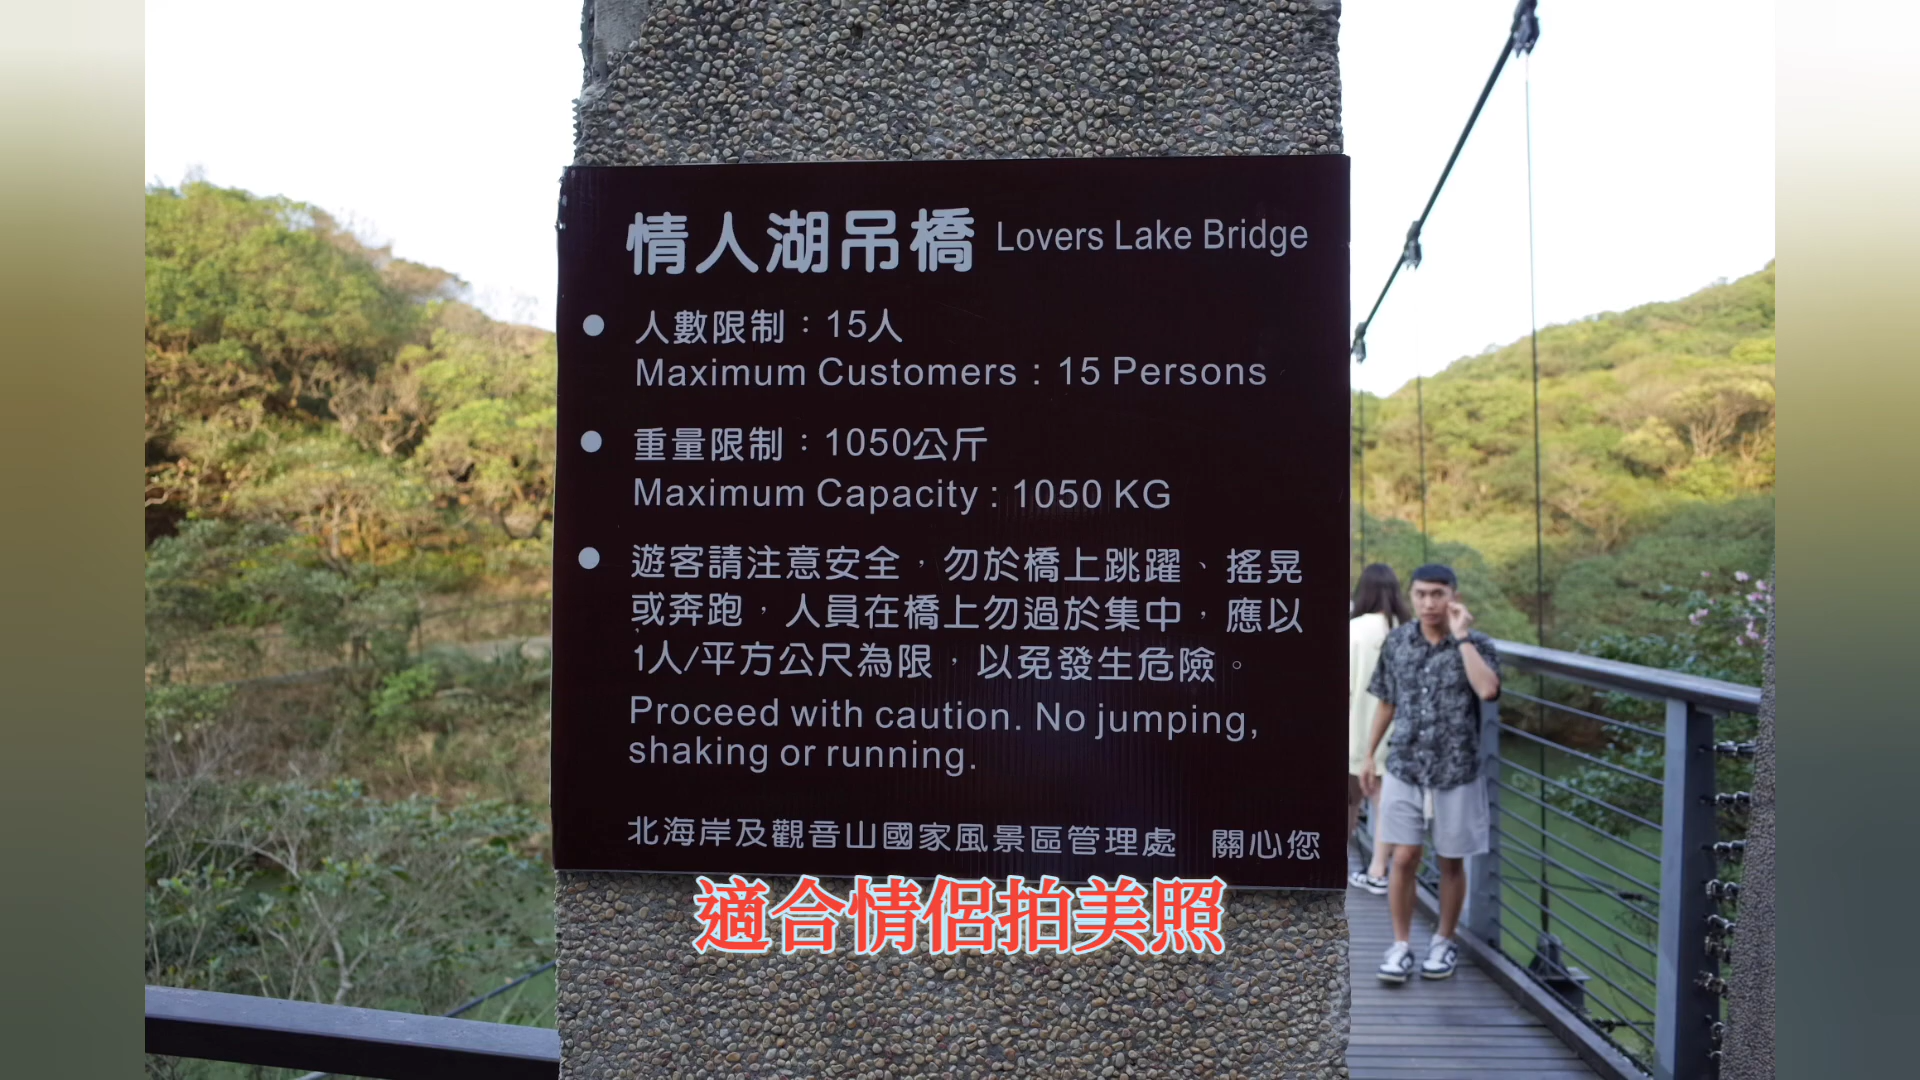 情人湖吊橋 Lovers Lake Bridge
● 人數限制：15人
Maximum Customers : 15 Persons
● 重量限制：1050公斤
Maximum Capacity : 1050 KG
● 遊客請注意安全，勿於橋上跳躍、搖晃
或奔跑，人員在橋上勿過於集中，應以
1人/平方公尺為限，以免發生危險。
Proceed with caution. No jumping,
shaking or running.
北海岸及觀音山國家風景區管理處 關心您
適合情侶拍美照